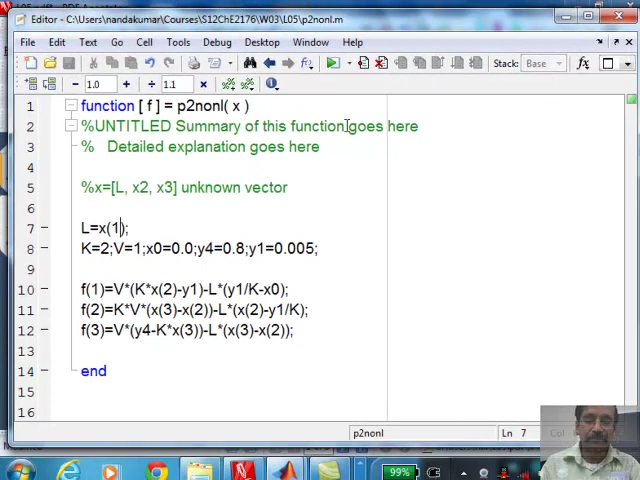 Editor - C:\Users\nandakumar\Courses\S12ChE2176\W03\L05\p2nonl.m
File Edit Text Go Cell Tools Debug Desktop Window Help
Stack: Base
1.0 1.1
1 function [ f ] = p2nonl( x )
2 %UNTITLED Summary of this function goes here
3 % Detailed explanation goes here
4
5 %x=[L, x2, x3] unknown vector
6
7 L=x(1);
8 K=2;V=1;x0=0.0;y4=0.8;y1=0.005;
9
10 f(1)=V*(K*x(2)-y1)-L*(y1/K-x0);
11 f(2)=K*V*(x(3)-x(2))-L*(x(2)-y1/K);
12 f(3)=V*(y4-K*x(3))-L*(x(3)-x(2));
13
14 end
15
16
p2nonl Ln 7 Col
99%